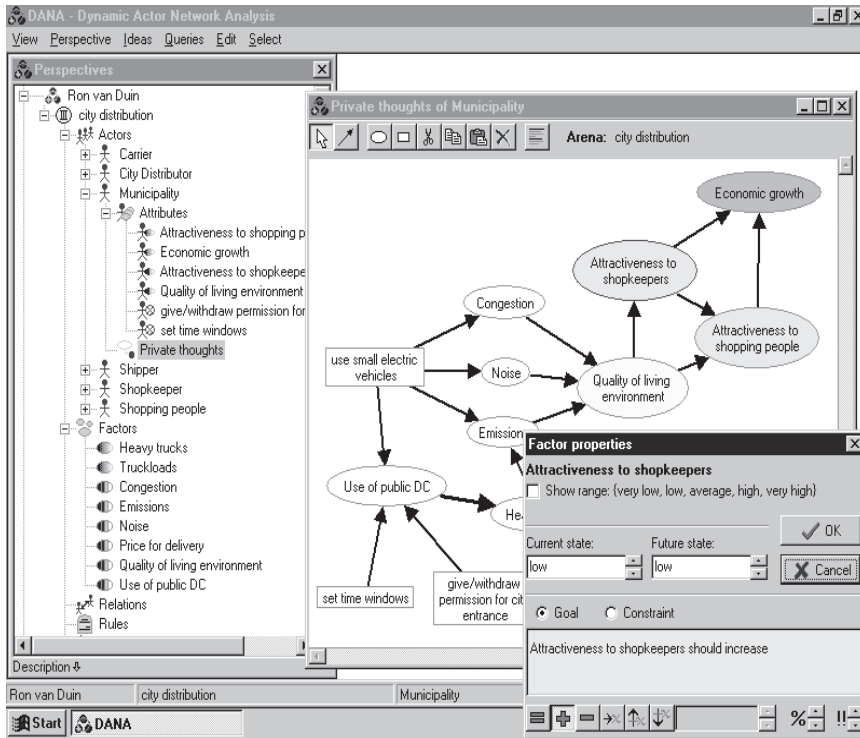 DANA - Dynamic Actor Network Analysis
View Perspective Ideas Queries Edit Select
Perspectives
Ron van Duin
city distribution
Actors
Carrier
City Distributor
Municipality
Attributes
Attractiveness to shopping p
Economic growth
Attractiveness to shopkeepe
Quality of living environment
give/withdraw permission for
set time windows
Private thoughts
Shipper
Shopkeeper
Shopping people
Factors
Heavy trucks
Truckloads
Congestion
Emissions
Noise
Price for delivery
Quality of living environment
Use of public DC
Relations
Rules
Description
Private thoughts of Municipality
Arena: city distribution
Economic growth
Attractiveness to
shopkeepers
Attractiveness to
shopping people
Congestion
use small electric
vehicles
Noise
Quality of living
environment
Emission
Use of public DC
He
set time windows
give/withdraw
permission for cit
entrance
Factor properties
Attractiveness to shopkeepers
Show range: {very low, low, average, high, very high}
OK
Current state: Future state:
low low
Cancel
Goal Constraint
Attractiveness to shopkeepers should increase
% !!
Ron van Duin city distribution Municipality
Start DANA